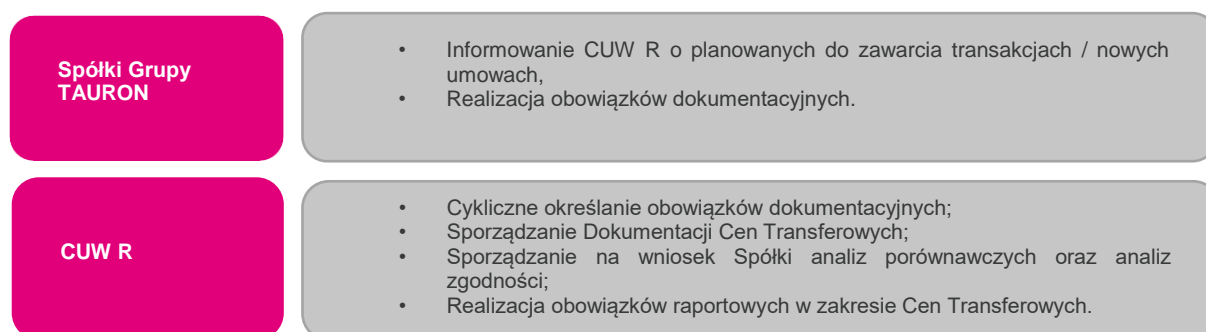 Spółki Grupy
TAURON
• Informowanie CUW R o planowanych do zawarcia transakcjach / nowych
umowach,
• Realizacja obowiązków dokumentacyjnych.
CUW R
• Cykliczne określanie obowiązków dokumentacyjnych;
• Sporządzanie Dokumentacji Cen Transferowych;
• Sporządzanie na wniosek Spółki analiz porównawczych oraz analiz
zgodności;
• Realizacja obowiązków raportowych w zakresie Cen Transferowych.